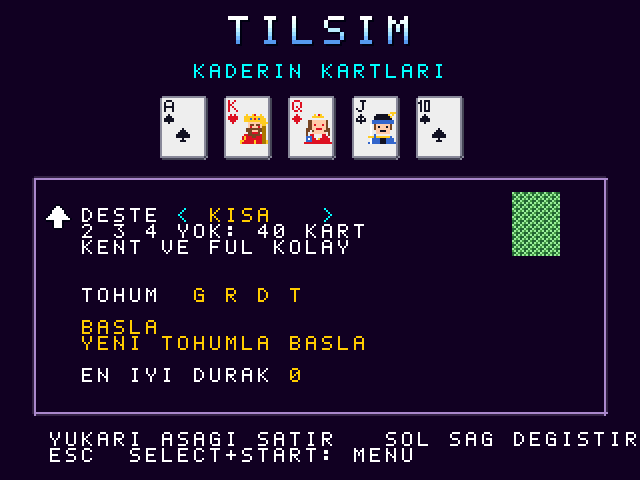 TILSIM
KADERIN KARTLARI
A K Q J 10
DESTE < KISA >
2 3 4 YOK: 40 KART
KENT VE FUL KOLAY
TOHUM G R D T
BASLA
YENI TOHUMLA BASLA
EN IYI DURAK 0
YUKARI ASAGI SATIR SOL SAG DEGISTIR
ESC SELECT+START: MENU